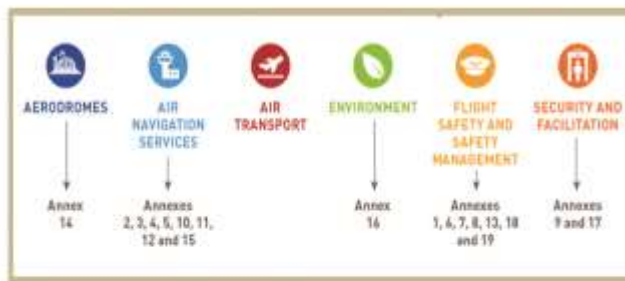 AERODROMES
AIR
NAVIGATION
SERVICES
AIR
TRANSPORT
ENVIRONMENT
FLIGHT
SAFETY AND
SAFETY
MANAGEMENT
SECURITY AND
FACILITATION
Annex
14
Annexes
2, 3, 4, 5, 10, 11,
12 and 15
Annex
16
Annexes
1, 6, 7, 8, 13, 18
and 19
Annexes
9 and 17